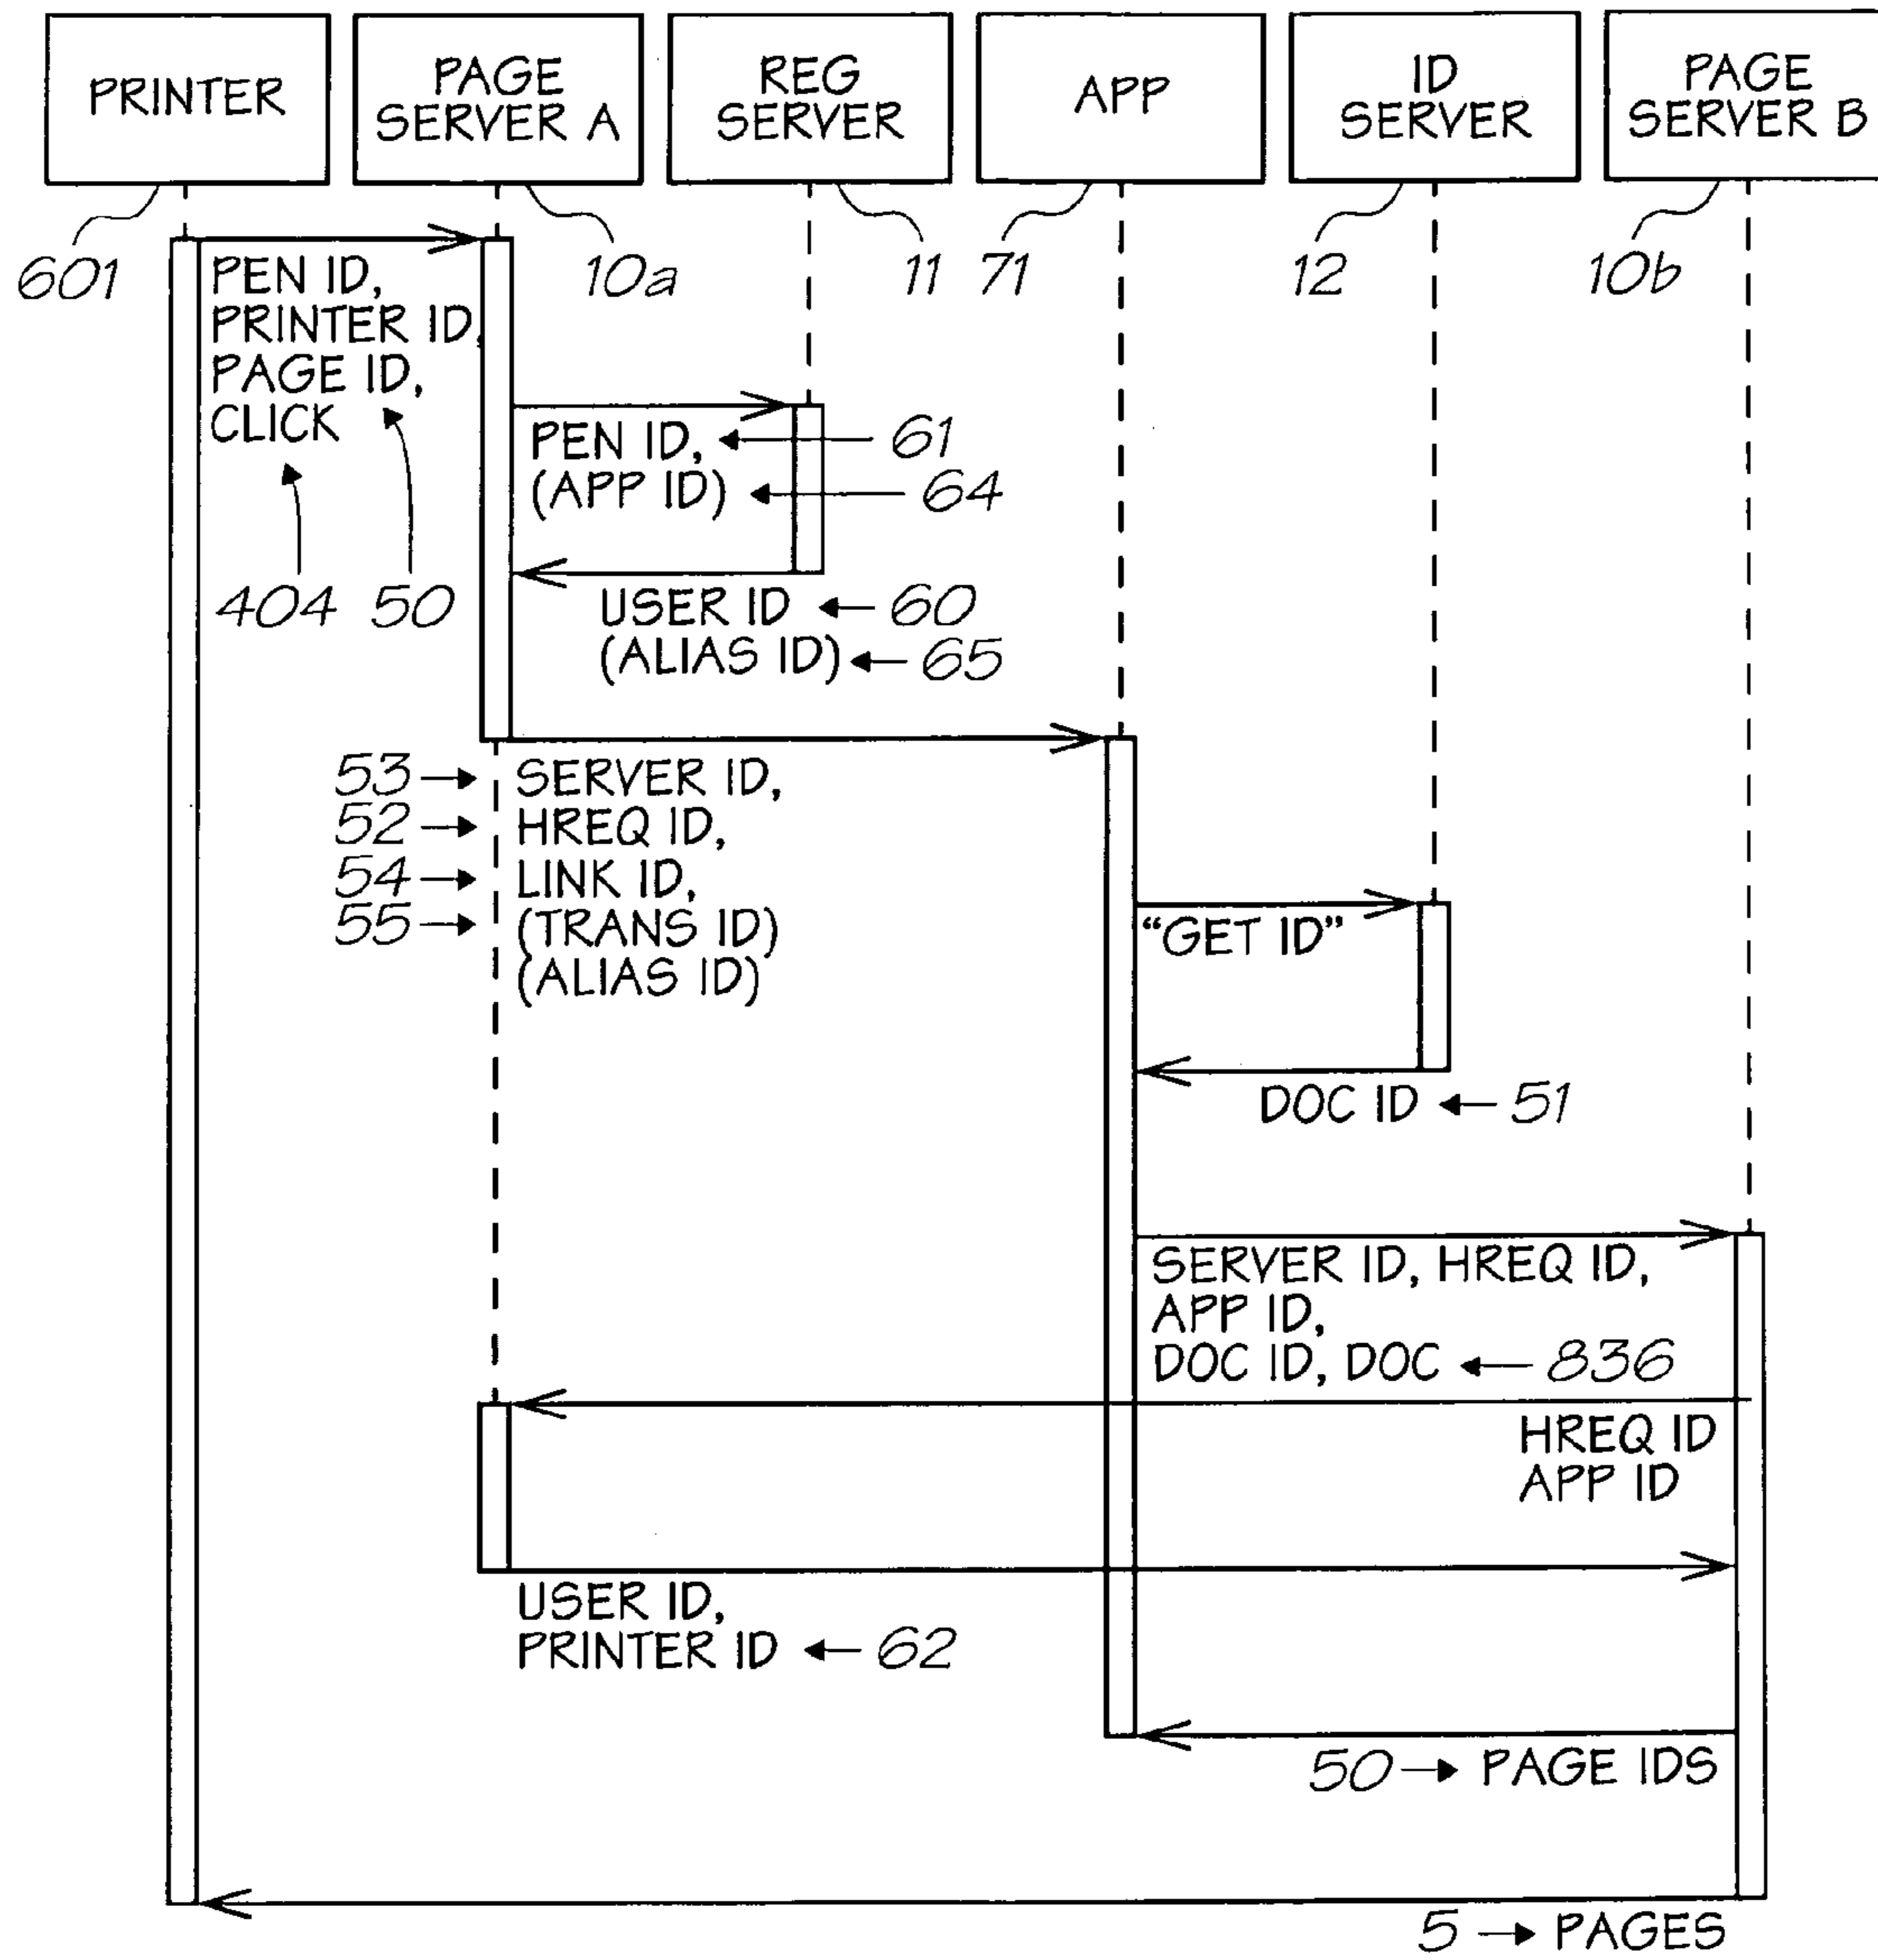 PRINTER
PAGE
SERVER A
REG
SERVER
APP
ID
SERVER
PAGE
SERVER B
601
10a
11
71
12
10b
PEN ID,
PRINTER ID,
PAGE ID,
CLICK
404
50
PEN ID,
61
(APP ID)
64
USER ID
60
(ALIAS ID)
65
53
SERVER ID,
52
HREQ ID,
54
LINK ID,
55
(TRANS ID)
(ALIAS ID)
“GET ID”
DOC ID
51
SERVER ID, HREQ ID,
APP ID,
DOC ID, DOC
836
HREQ ID
APP ID
USER ID,
PRINTER ID
62
50
PAGE IDS
5
PAGES